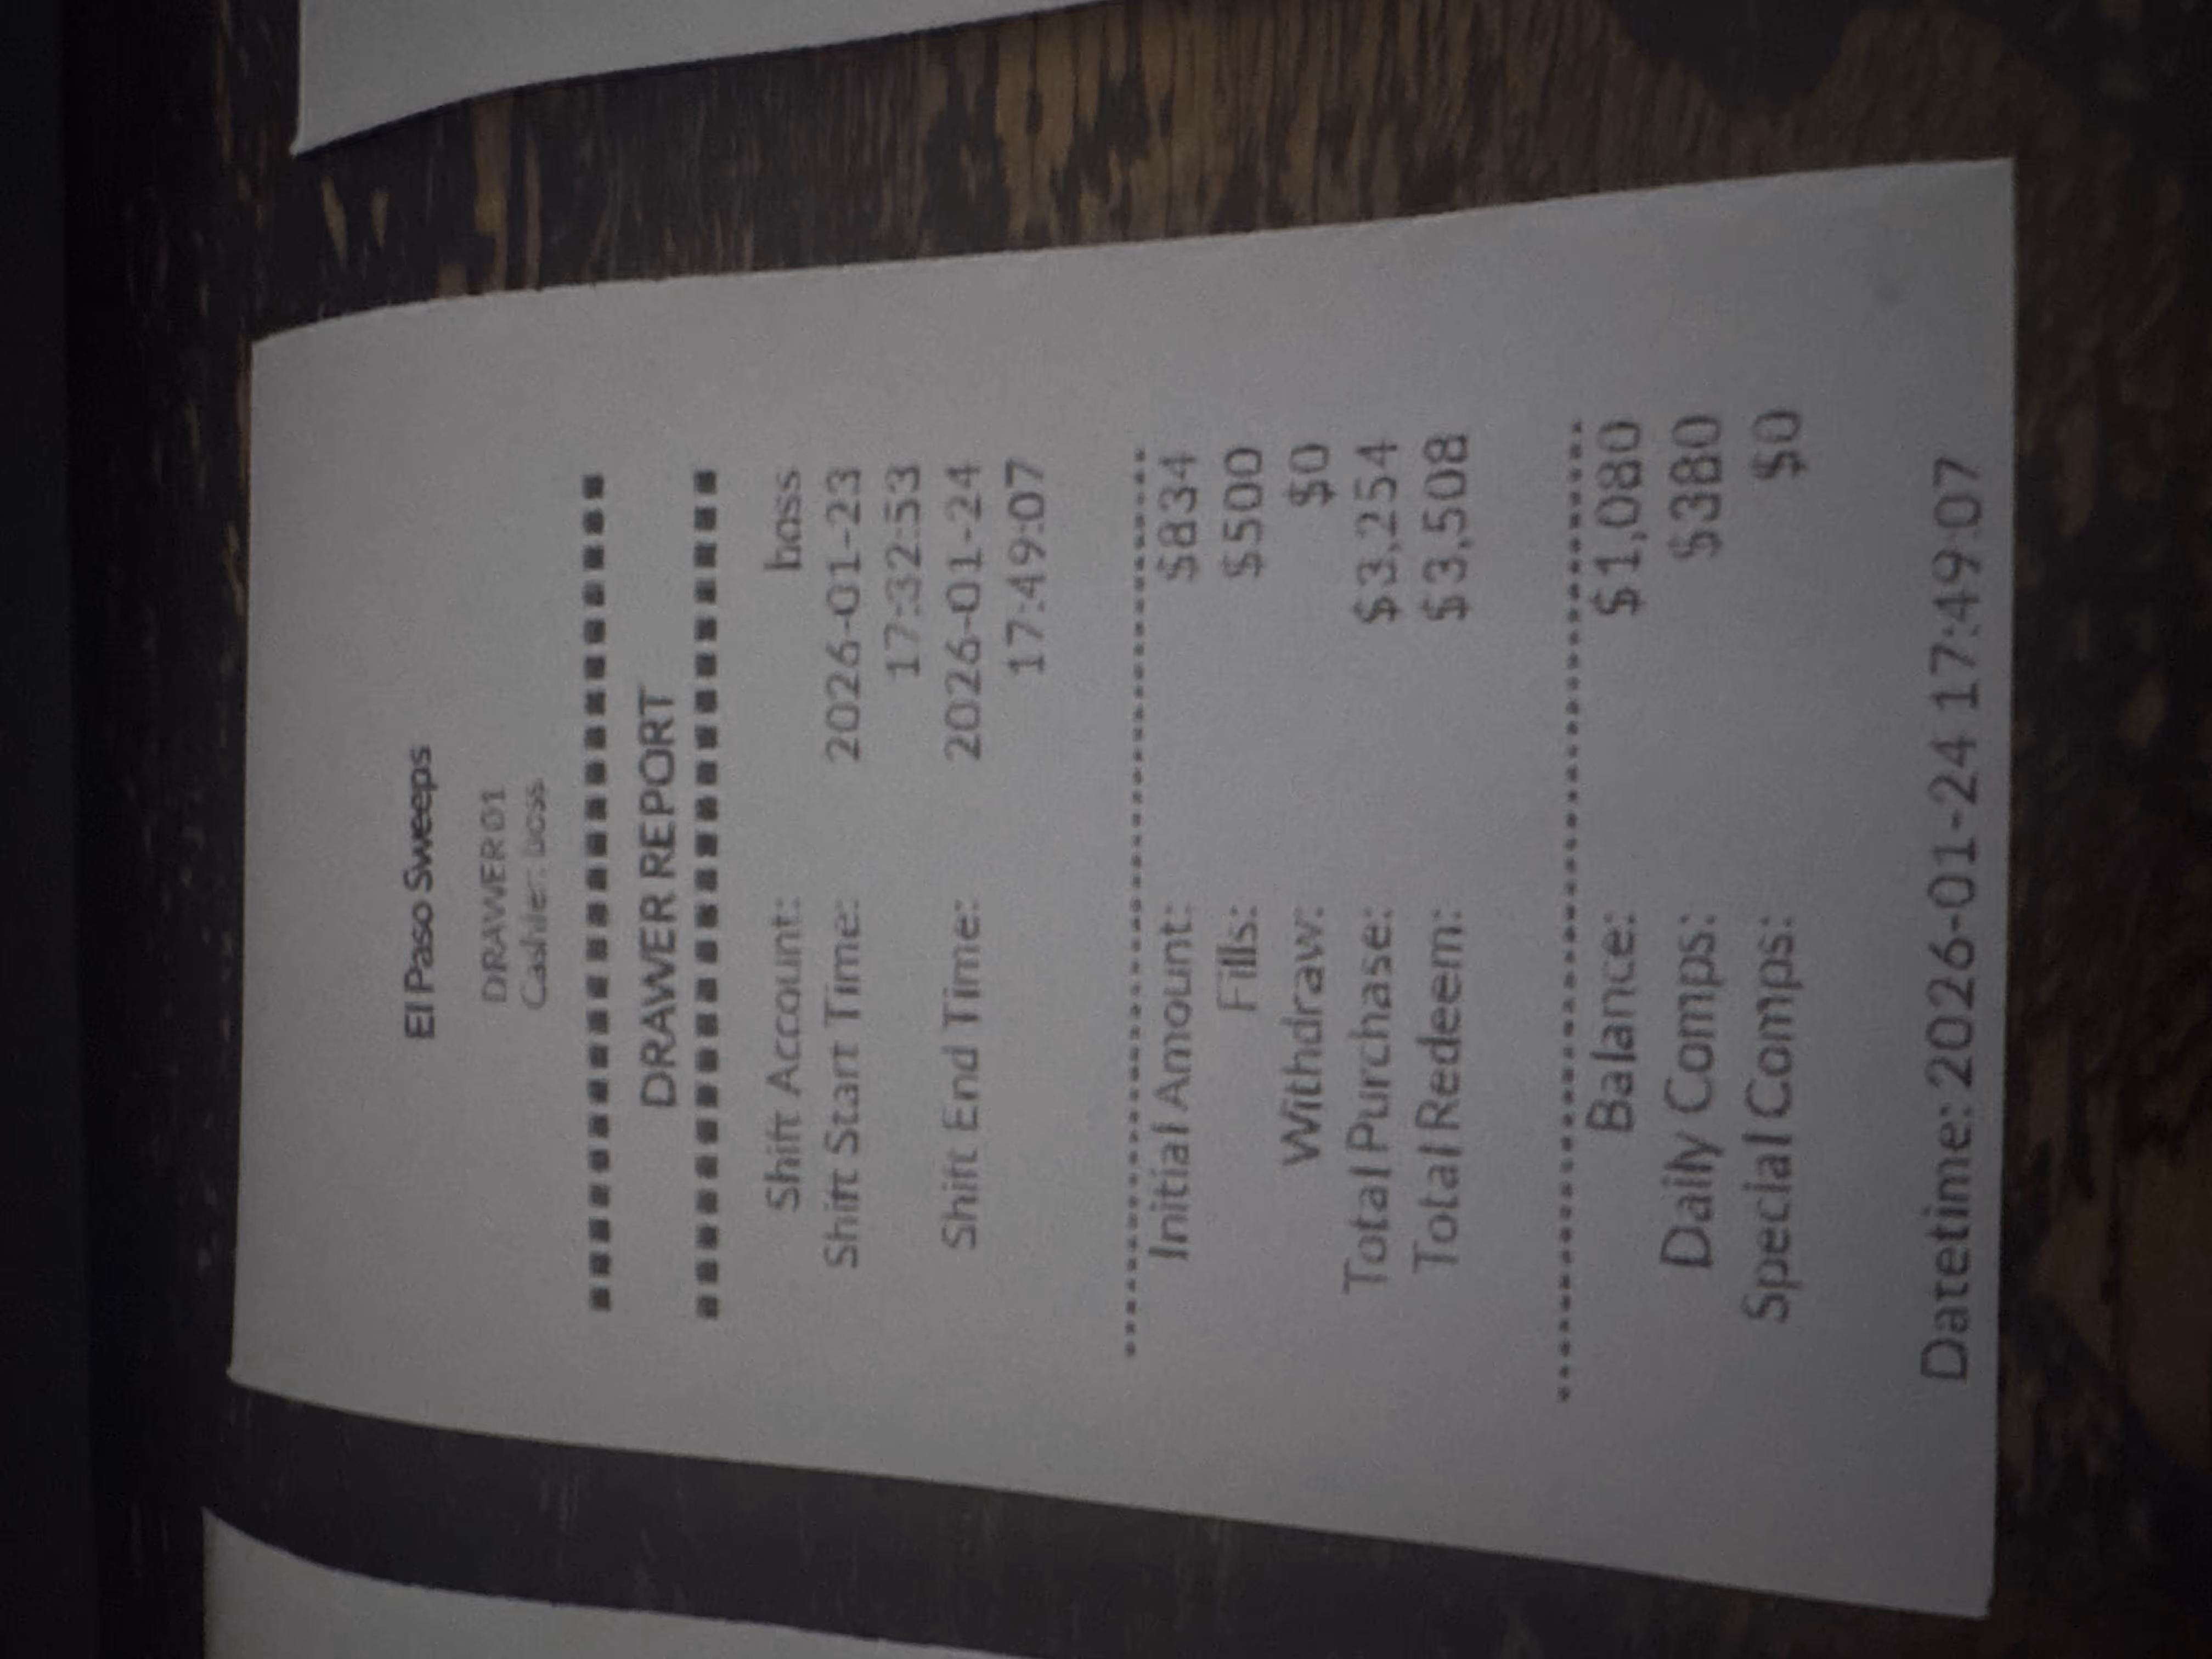 El Paso Sweeps
DRAWER01
Cashier: boss
DRAWER REPORT
Shift Account: boss
Shift Start Time: 2026-01-23
17:32:53
Shift End Time: 2026-01-24
17:49:07
Initial Amount: $834
Fills: $500
Withdraw: $0
Total Purchase: $3,254
Total Redeem: $3,508
Balance: $1,080
Daily Comps: $380
Special Comps: $0
Datetime: 2026-01-24 17:49:07